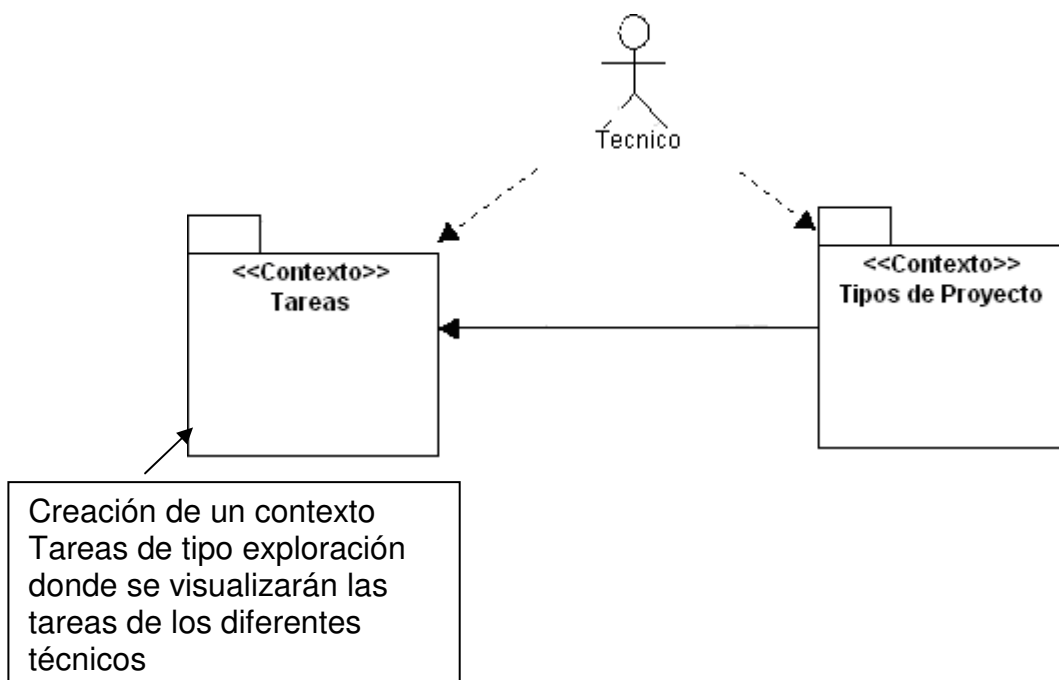 Tecnico
<<Contexto>>
Tareas
<<Contexto>>
Tipos de Proyecto
Creación de un contexto
Tareas de tipo exploración
donde se visualizarán las
tareas de los diferentes
técnicos